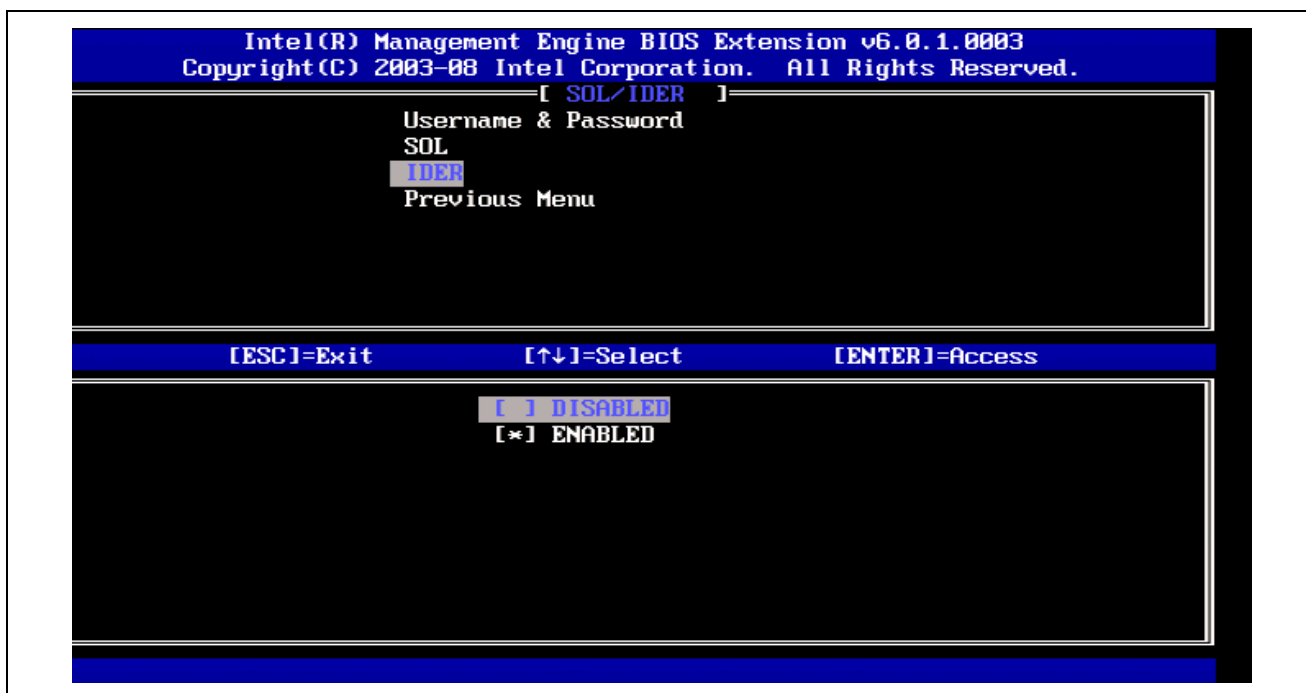 Intel(R) Management Engine BIOS Extension v6.0.1.0003
Copyright(C) 2003-08 Intel Corporation. All Rights Reserved.
[ SOL/IDER ]
Username & Password
SOL
IDER
Previous Menu
[ESC]=Exit [↑↓]=Select [ENTER]=Access
[ ] DISABLED
[*] ENABLED